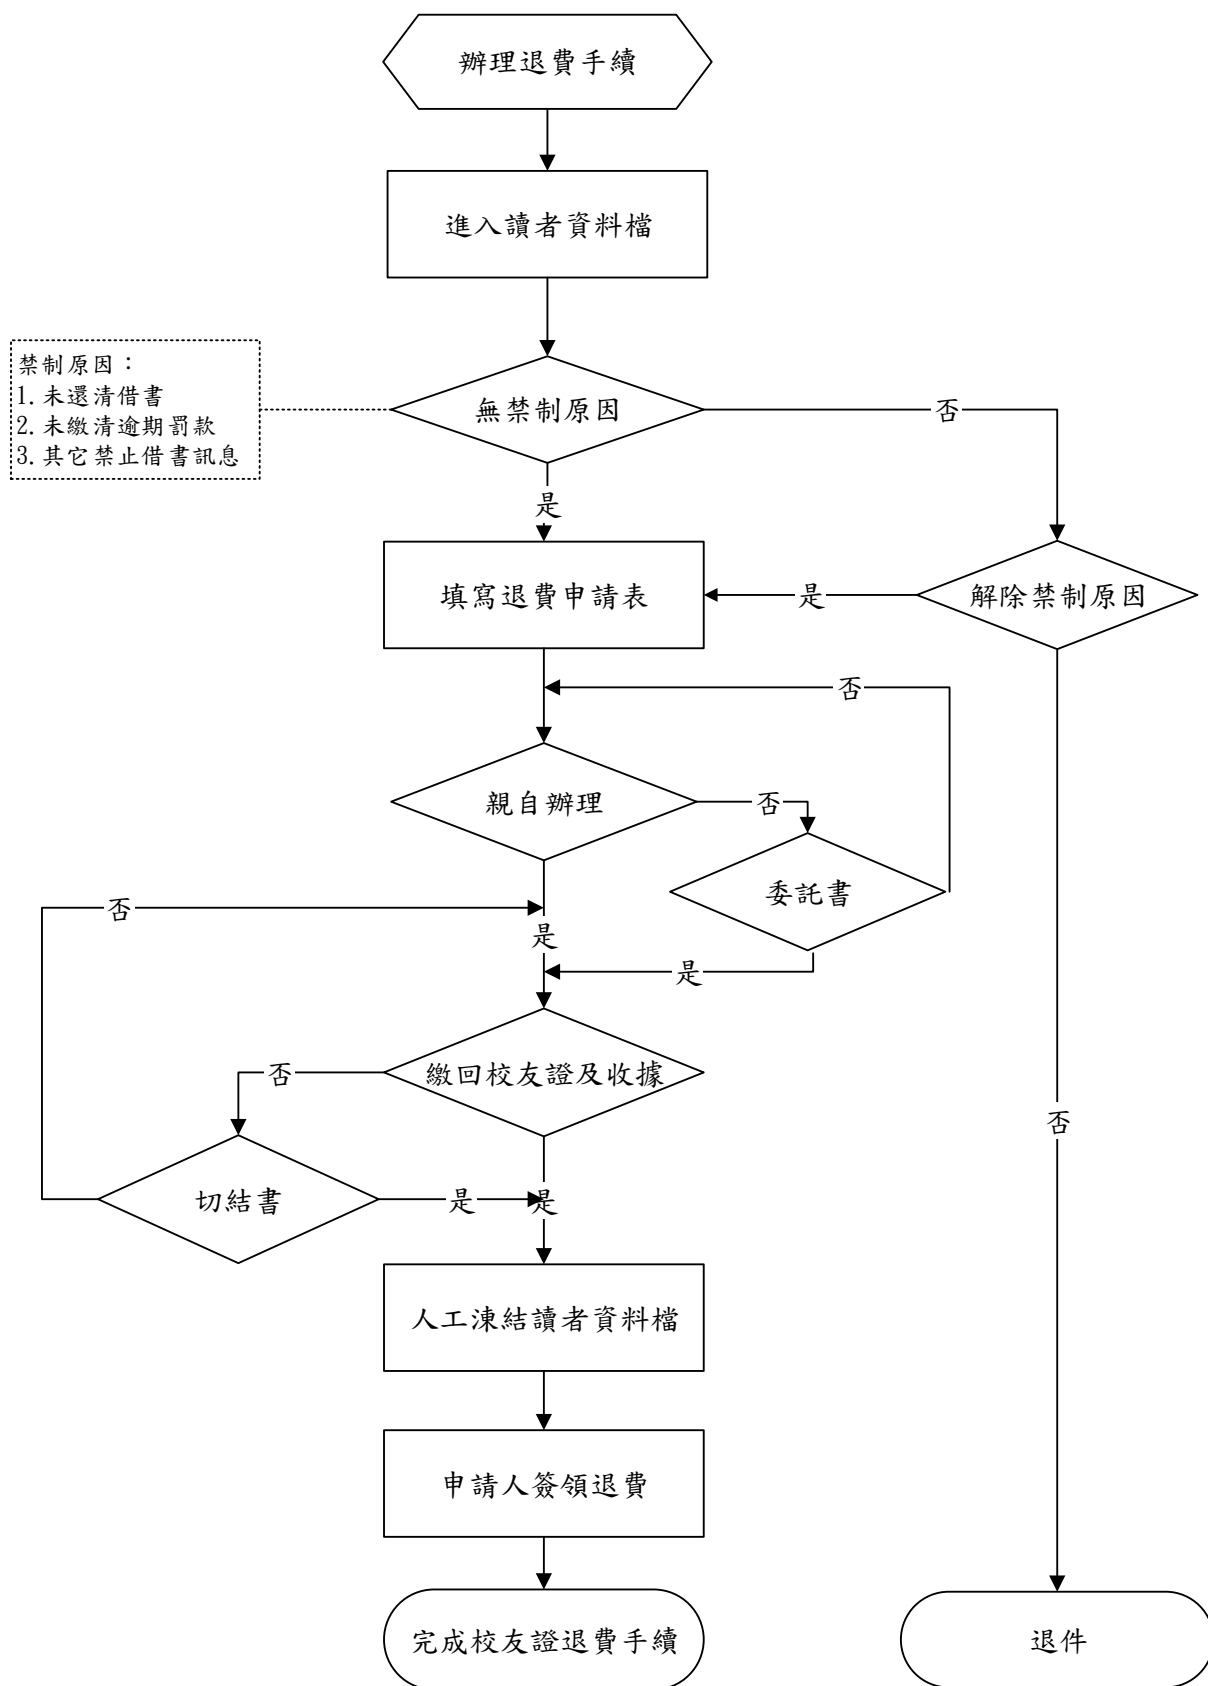 辦理退費手續
進入讀者資料檔
禁制原因：
1.未還清借書
2.未繳清逾期罰款
3.其它禁止借書訊息
無禁制原因
否
是
填寫退費申請表
是
解除禁制原因
否
親自辦理
否
委託書
否
是
是
繳回校友證及收據
否
否
切結書
是
是
人工凍結讀者資料檔
申請人簽領退費
完成校友證退費手續
退件